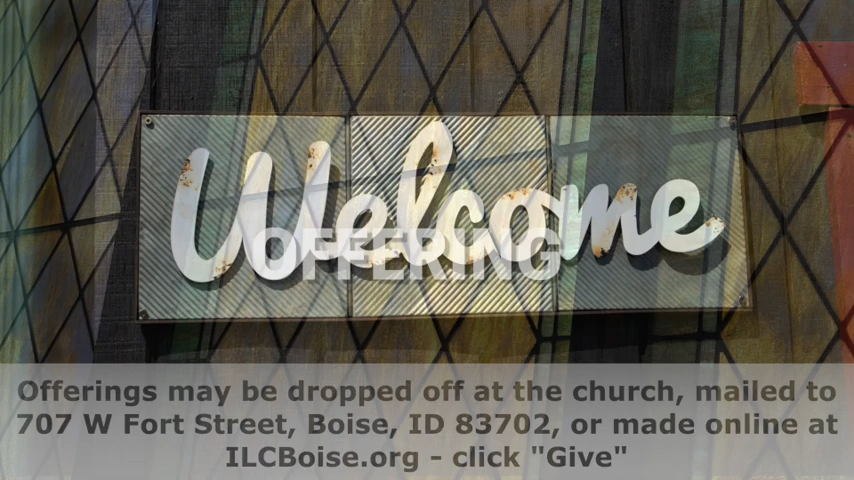 Welcome
OFFERING
Offerings may be dropped off at the church, mailed to
707 W Fort Street, Boise, ID 83702, or made online at
ILCBoise.org - click "Give"